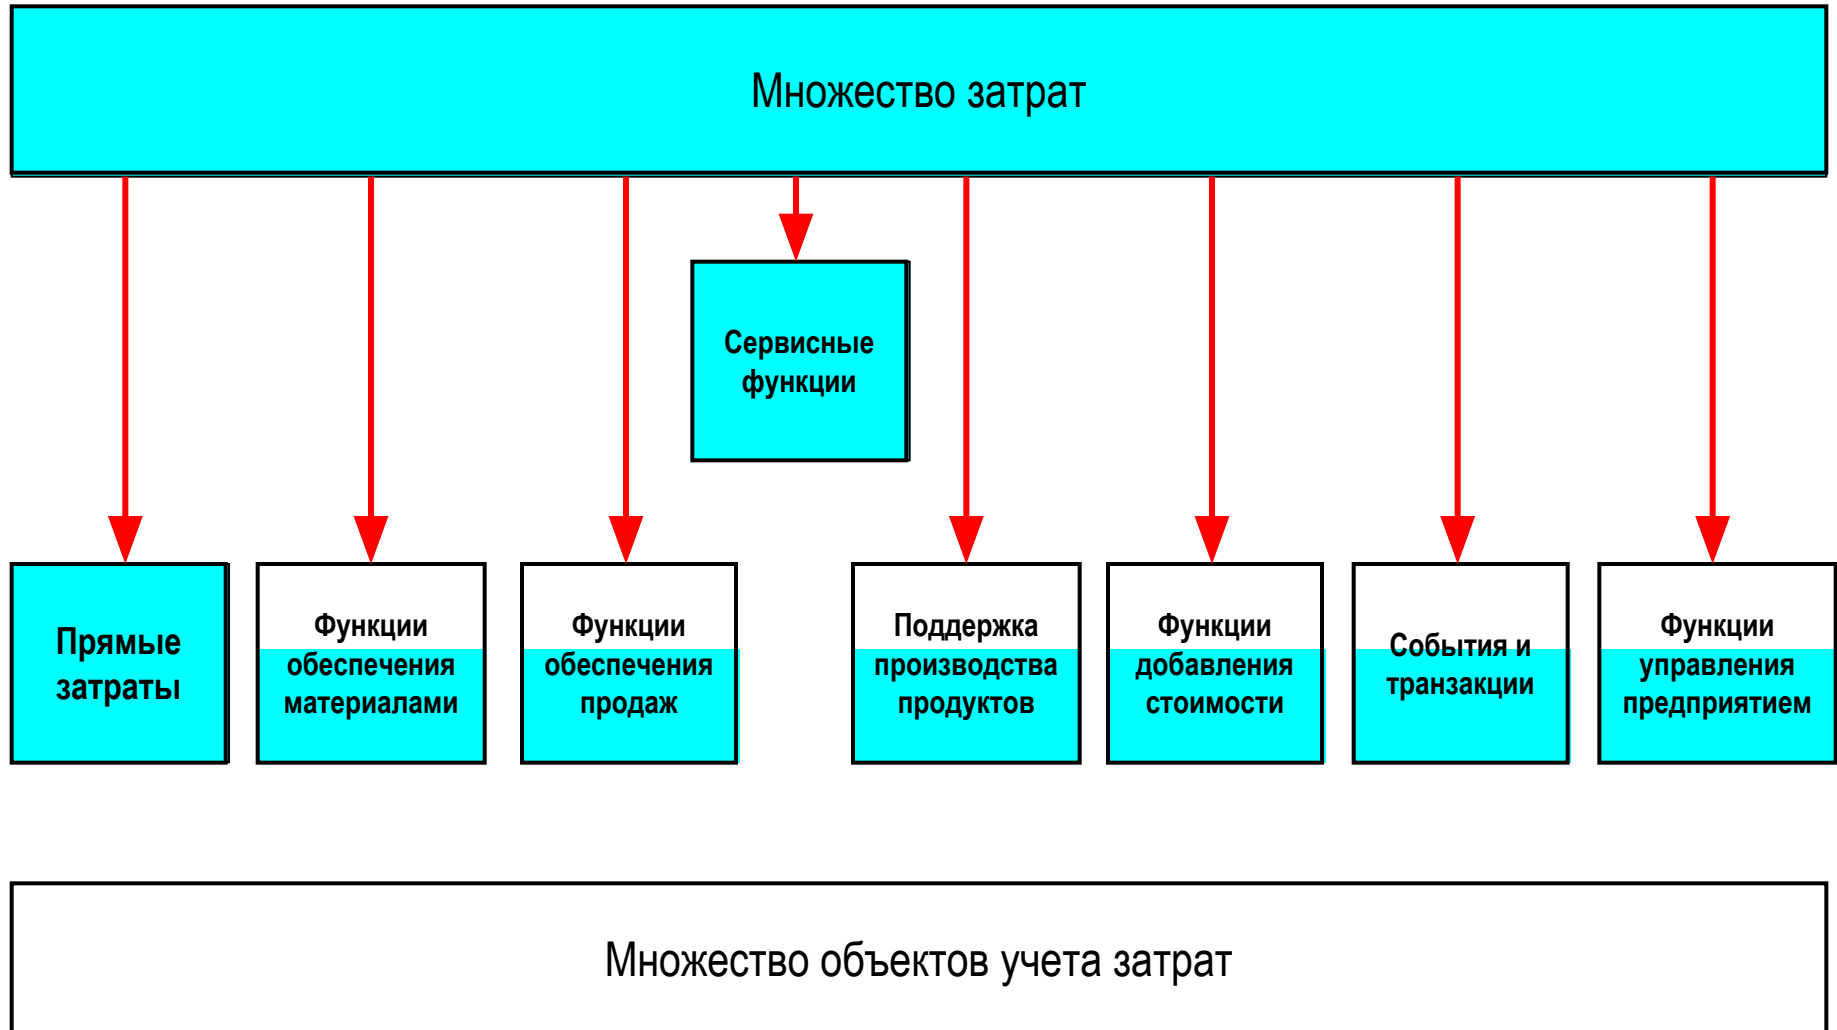 Множество затрат
Сервисные
функции
Прямые
затраты
Функции
обеспечения
материалами
Функции
обеспечения
продаж
Поддержка
производства
продуктов
Функции
добавления
стоимости
События и
транзакции
Функции
управления
предприятием
Множество объектов учета затрат